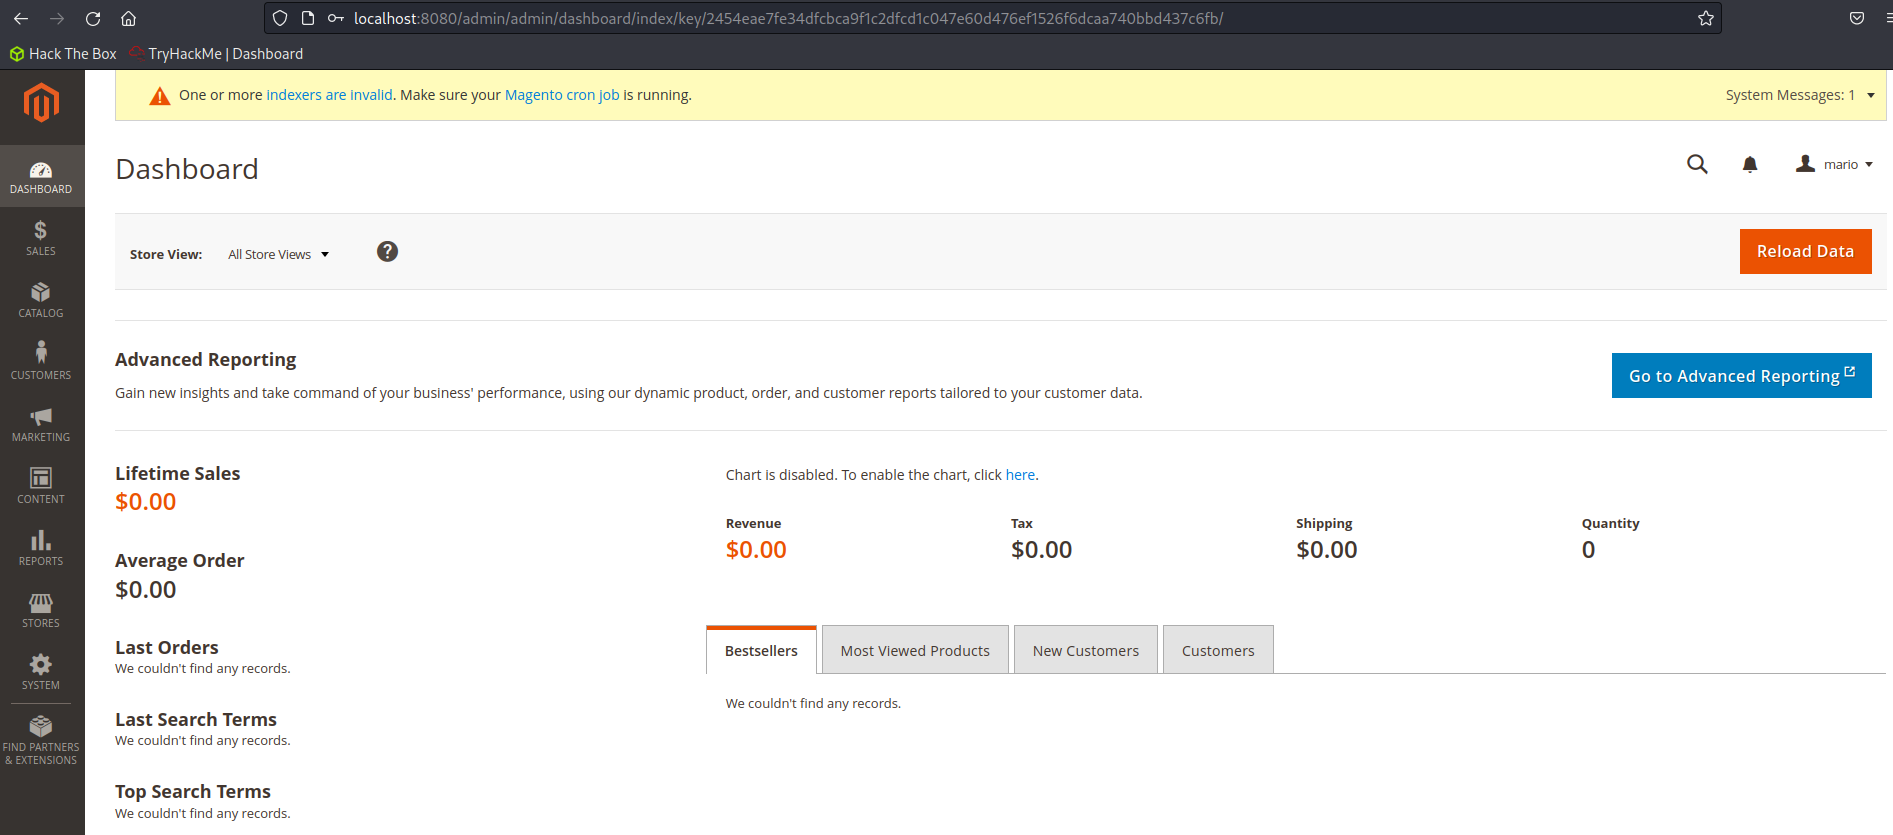 localhost:8080/admin/admin/dashboard/index/key/2454eae7fe34dfcbca9f1c2dfcd1c047e60d476ef1526f6dcaa740bbd437c6fb/
Hack The Box TryHackMe | Dashboard
One or more indexers are invalid. Make sure your Magento cron job is running.
System Messages: 1
Dashboard
mario
Store View: All Store Views ?
Reload Data
DASHBOARD
SALES
CATALOG
CUSTOMERS
MARKETING
CONTENT
REPORTS
STORES
SYSTEM
FIND PARTNERS
& EXTENSIONS
Advanced Reporting
Gain new insights and take command of your business' performance, using our dynamic product, order, and customer reports tailored to your customer data.
Go to Advanced Reporting
Lifetime Sales
$0.00
Average Order
$0.00
Last Orders
We couldn't find any records.
Last Search Terms
We couldn't find any records.
Top Search Terms
We couldn't find any records.
Chart is disabled. To enable the chart, click here.
Revenue Tax Shipping Quantity
$0.00 $0.00 $0.00 0
Bestsellers Most Viewed Products New Customers Customers
We couldn't find any records.